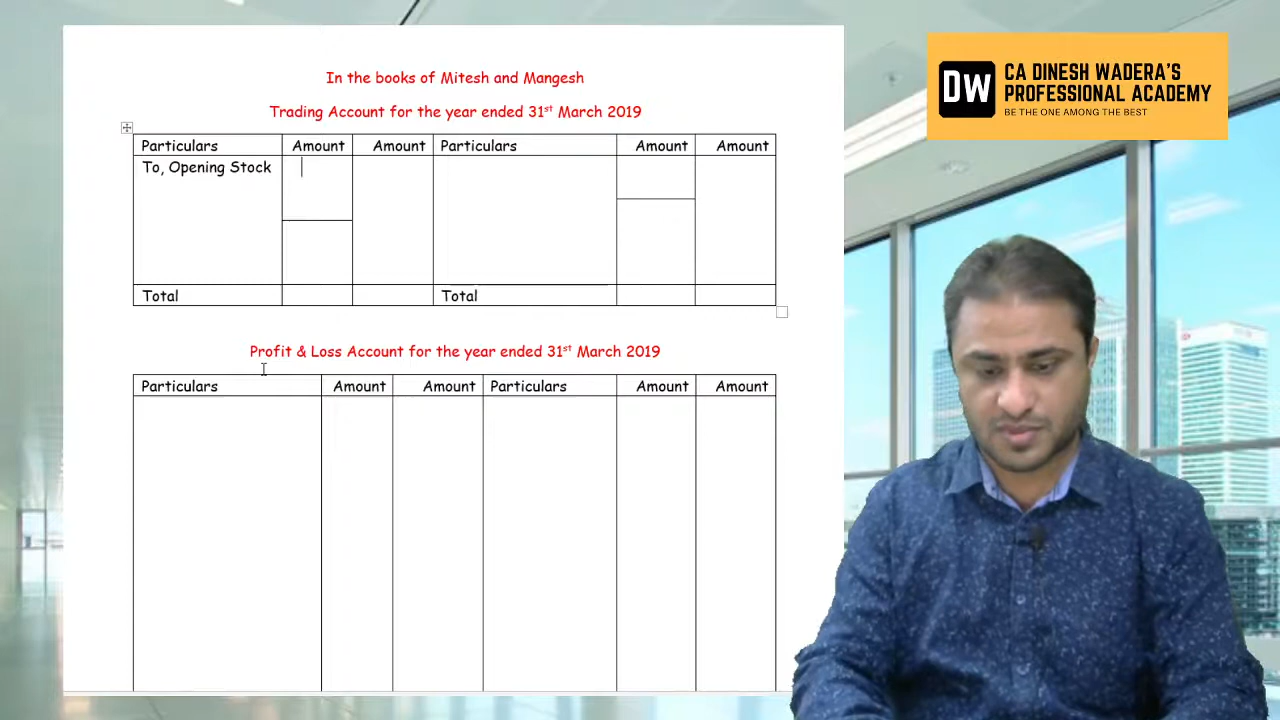 In the books of Mitesh and Mangesh
Trading Account for the year ended 31st March 2019
Particulars Amount Amount Particulars Amount Amount
To, Opening Stock
Total Total
Profit & Loss Account for the year ended 31st March 2019
Particulars Amount Amount Particulars Amount Amount
DW
CA DINESH WADERA'S
PROFESSIONAL ACADEMY
BE THE ONE AMONG THE BEST